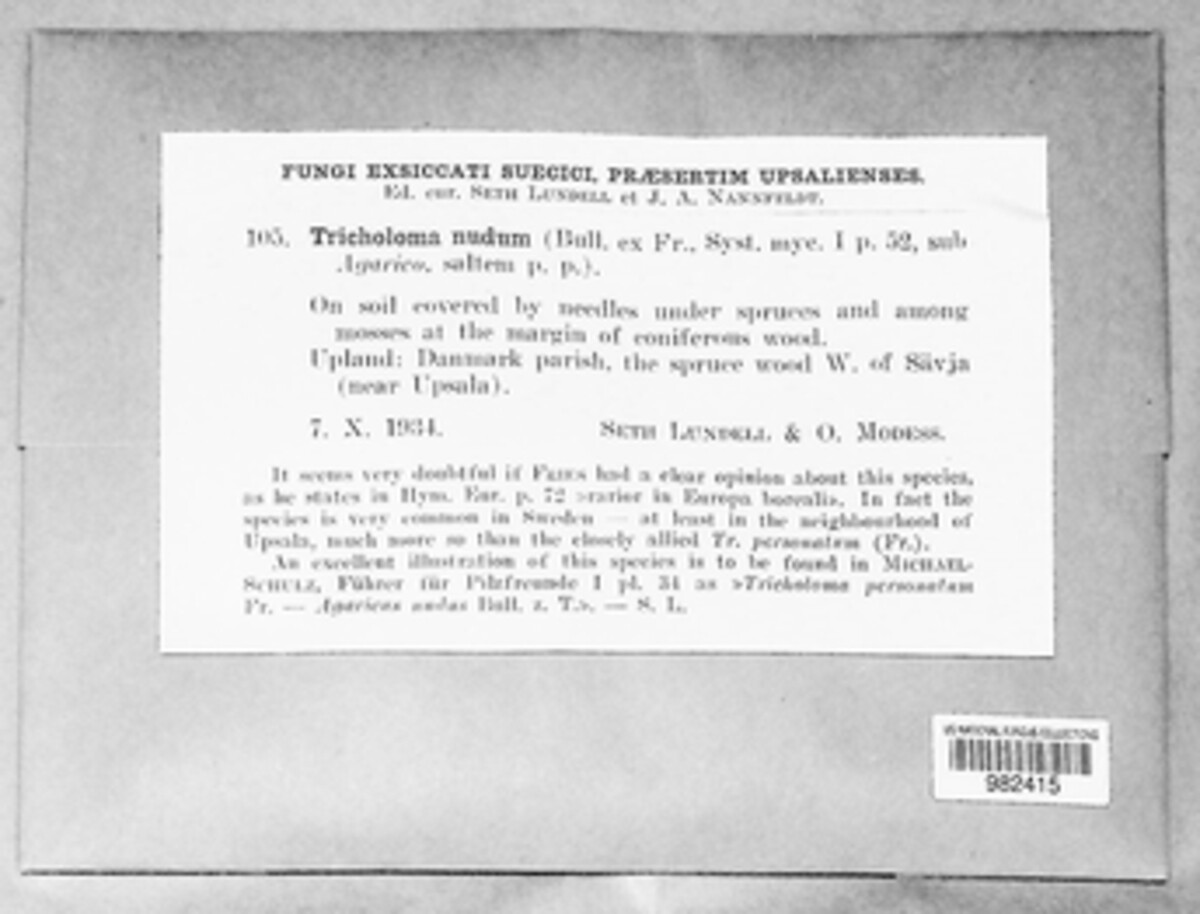 FUNGI EXSICCATI SUECICI, PRÆSERTIM UPSALIENSES.
Ed. cur. SETH LUNDELL et J. A. NANNFELDT.
105. Tricholoma nudum (Bull. ex Fr., Syst. myc. I p. 52, sub
Agarico, saltem p. p.).
On soil covered by needles under spruces and among
mosses at the margin of coniferous wood.
Upland: Danmark parish, the spruce wood W. of Sävja
(near Upsala).
7. X. 1934. SETH LUNDELL & O. MODESS.
It seems very doubtful if FRIES had a clear opinion about this species,
as he states in Hym. Eur. p. 72 »rarior in Europa boreali». In fact the
species is very common in Sweden — at least in the neighbourhood of
Upsala, much more so than the closely allied Tr. personatum (Fr.).
An excellent illustration of this species is to be found in MICHAEL-
SCHULZ, Führer für Pilzfreunde I pl. 34 as »Tricholoma personatum
Fr. — Agaricus nudus Bull. z. T.». — S. L.
US NATIONAL FUNGUS COLLECTIONS
982415